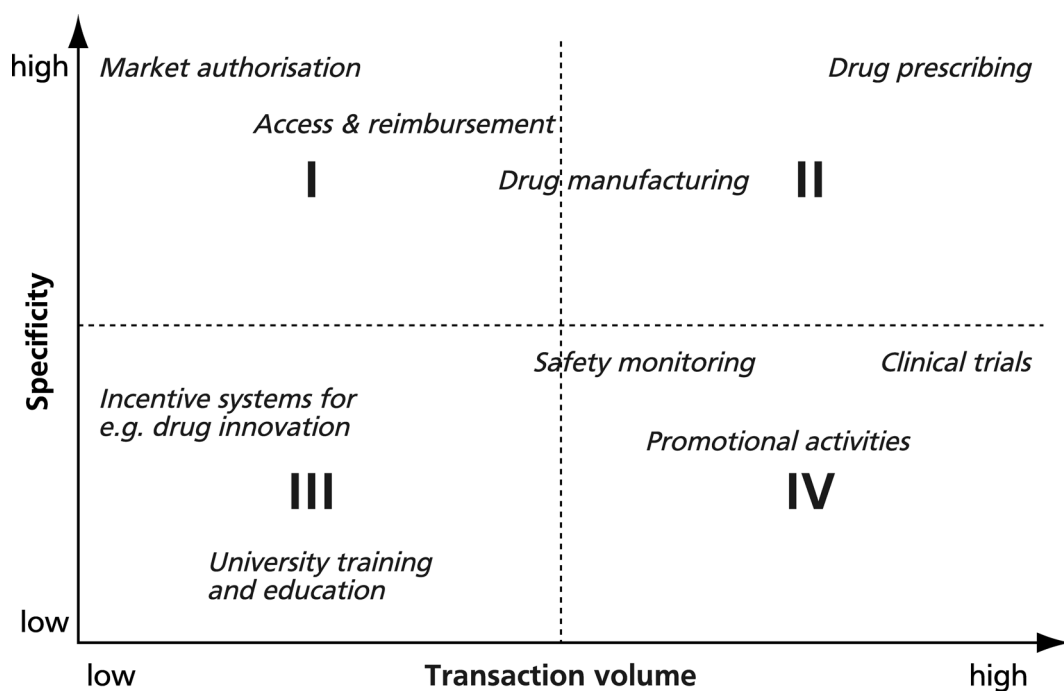 high
Market authorisation
Drug prescribing
Access & reimbursement
I
Drug manufacturing
II
Specificity
Safety monitoring
Clinical trials
Incentive systems for
e.g. drug innovation
Promotional activities
III
IV
University training
and education
low
low
Transaction volume
high